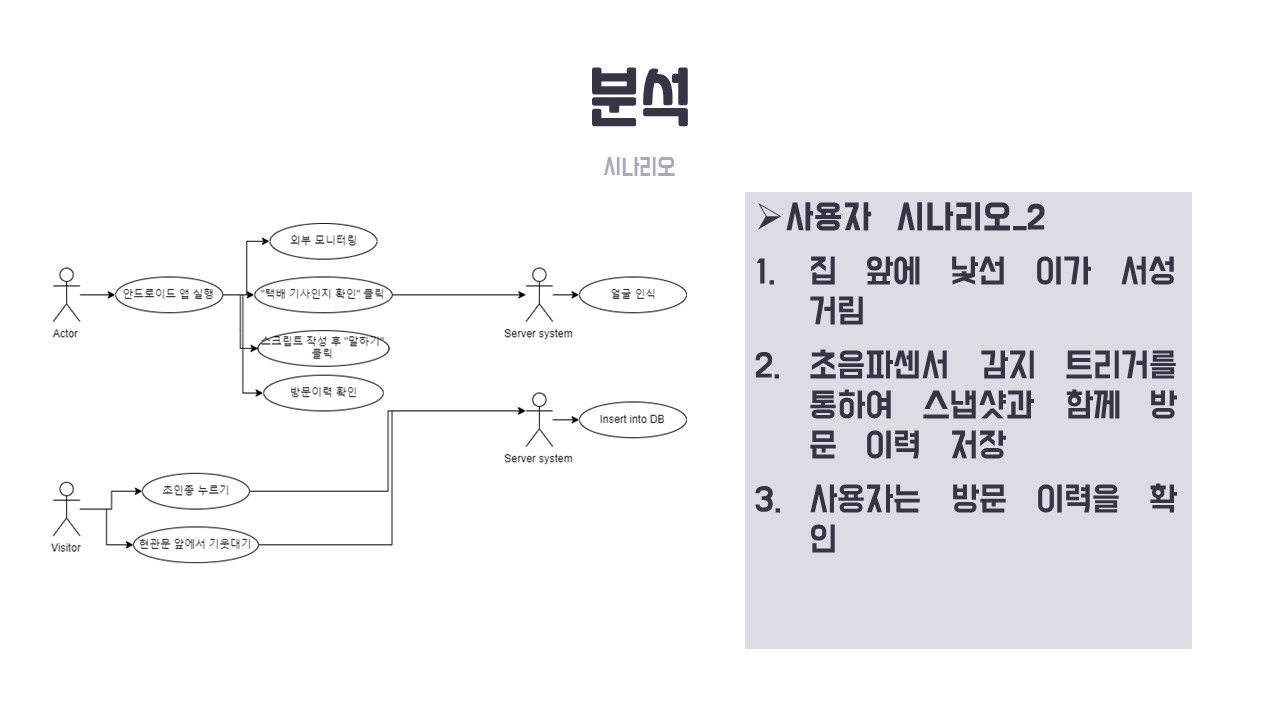 분석
시나리오
외부 모니터링
Actor
안드로이드 앱 실행
"택배 기사인지 확인" 클릭
Server system
얼굴 인식
스크립트 작성 후 "말하기"
클릭
방문이력 확인
Server system
Insert into DB
Visitor
초인종 누르기
현관문 앞에서 기웃대기
➢사용자 시나리오_2
1. 집 앞에 낯선 이가 서성
거림
2. 초음파센서 감지 트리거를
통하여 스냅샷과 함께 방
문 이력 저장
3. 사용자는 방문 이력을 확
인